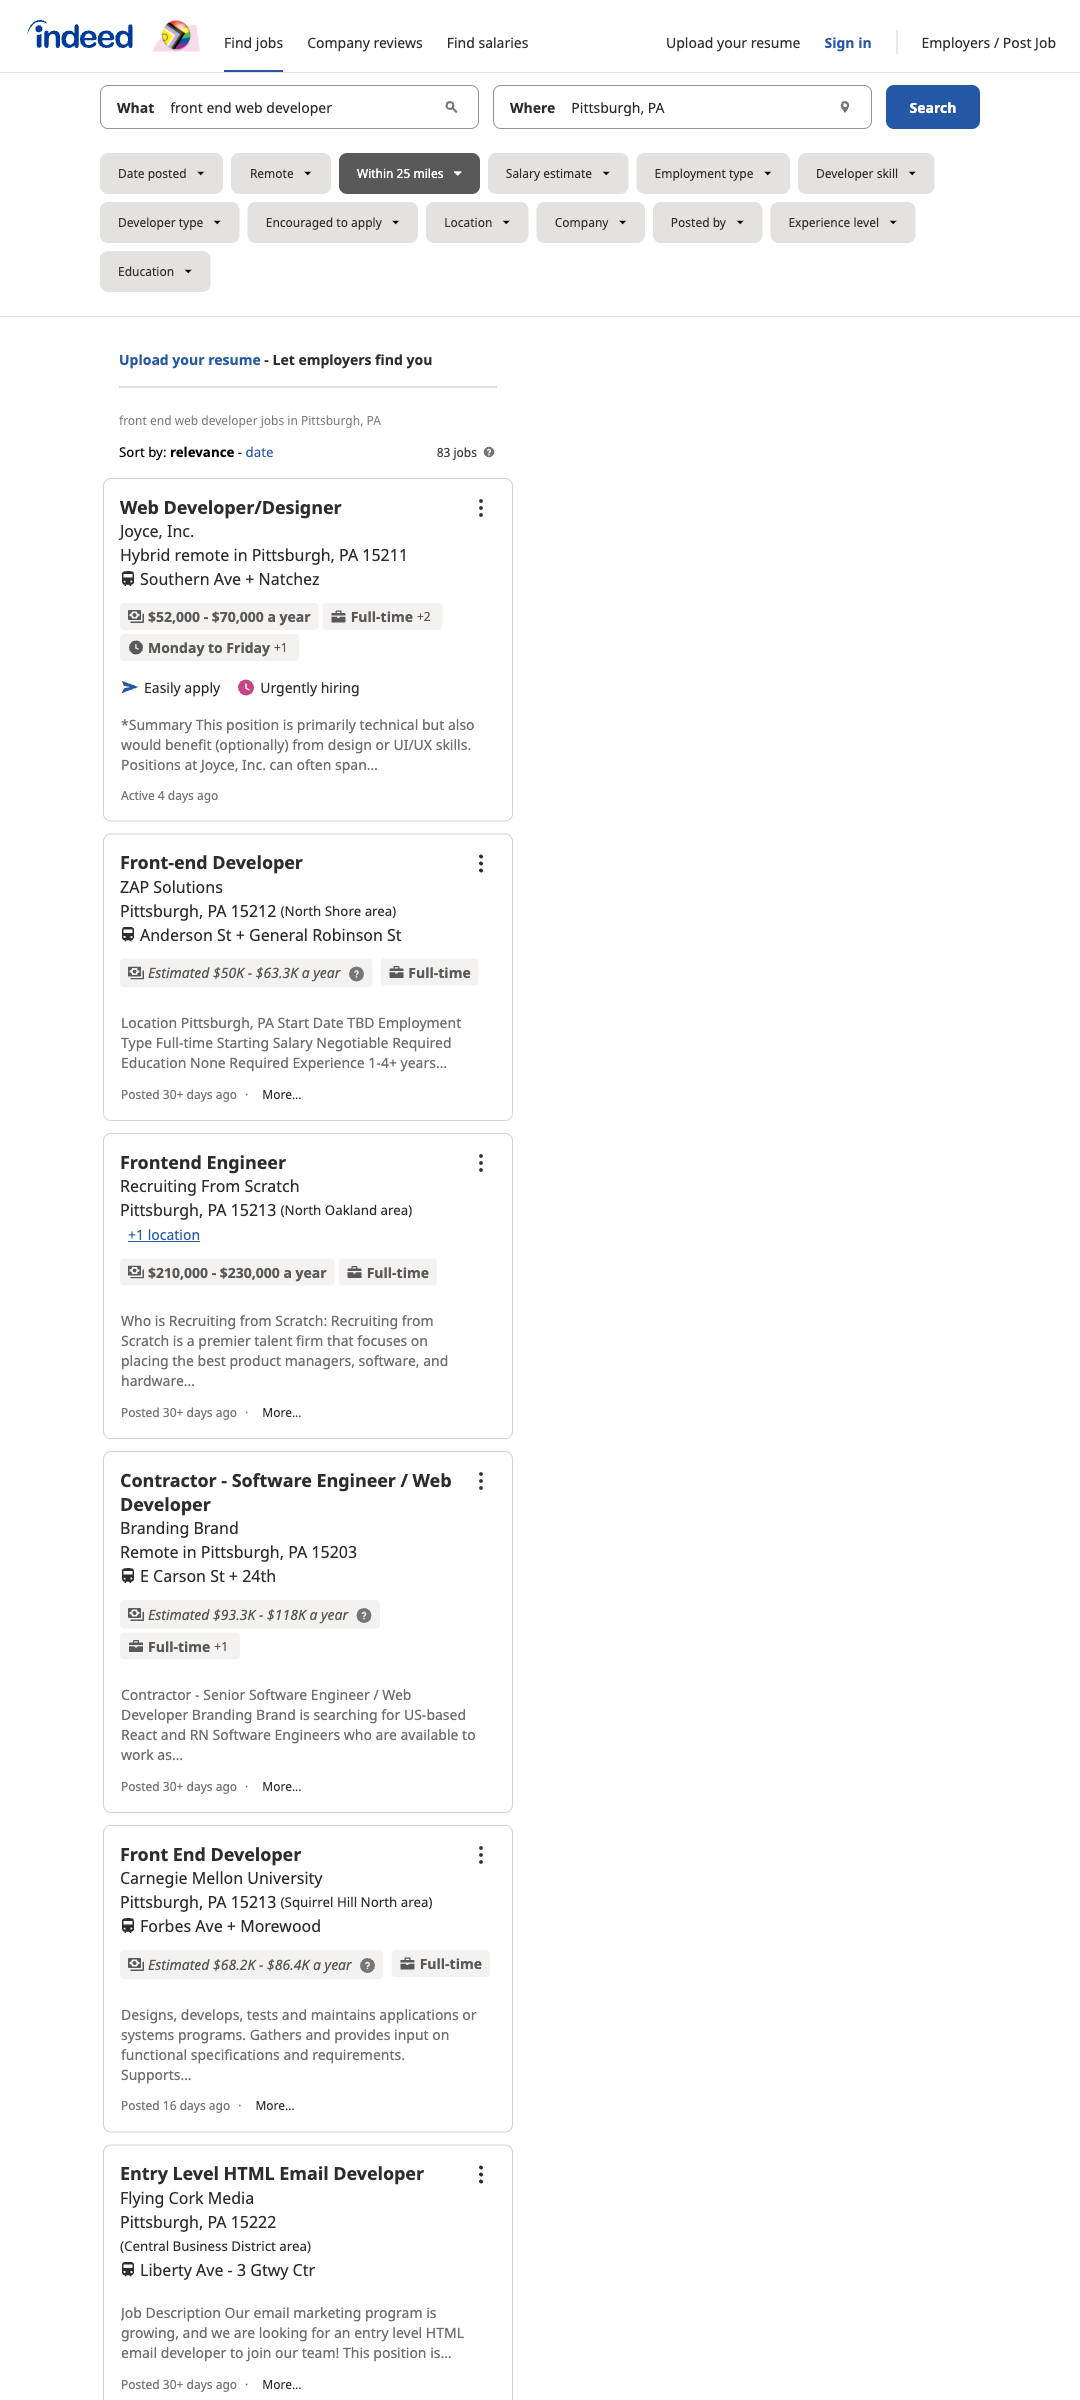 indeed
Find jobs
Company reviews
Find salaries
Upload your resume
Sign in
Employers / Post Job
What front end web developer
Where Pittsburgh, PA
Search
Date posted
Remote
Within 25 miles
Salary estimate
Employment type
Developer skill
Developer type
Encouraged to apply
Location
Company
Posted by
Experience level
Education
Upload your resume - Let employers find you
front end web developer jobs in Pittsburgh, PA
Sort by: relevance - date
83 jobs ?
Web Developer/Designer
Joyce, Inc.
Hybrid remote in Pittsburgh, PA 15211
Southern Ave + Natchez
$52,000 - $70,000 a year
Full-time +2
Monday to Friday +1
Easily apply
Urgently hiring
*Summary This position is primarily technical but also
would benefit (optionally) from design or UI/UX skills.
Positions at Joyce, Inc. can often span...
Active 4 days ago
Front-end Developer
ZAP Solutions
Pittsburgh, PA 15212 (North Shore area)
Anderson St + General Robinson St
Estimated $50K - $63.3K a year ?
Full-time
Location Pittsburgh, PA Start Date TBD Employment
Type Full-time Starting Salary Negotiable Required
Education None Required Experience 1-4+ years...
Posted 30+ days ago · More...
Frontend Engineer
Recruiting From Scratch
Pittsburgh, PA 15213 (North Oakland area)
+1 location
$210,000 - $230,000 a year
Full-time
Who is Recruiting from Scratch: Recruiting from
Scratch is a premier talent firm that focuses on
placing the best product managers, software, and
hardware...
Posted 30+ days ago · More...
Contractor - Software Engineer / Web
Developer
Branding Brand
Remote in Pittsburgh, PA 15203
E Carson St + 24th
Estimated $93.3K - $118K a year ?
Full-time +1
Contractor - Senior Software Engineer / Web
Developer Branding Brand is searching for US-based
React and RN Software Engineers who are available to
work as...
Posted 30+ days ago · More...
Front End Developer
Carnegie Mellon University
Pittsburgh, PA 15213 (Squirrel Hill North area)
Forbes Ave + Morewood
Estimated $68.2K - $86.4K a year ?
Full-time
Designs, develops, tests and maintains applications or
systems programs. Gathers and provides input on
functional specifications and requirements.
Supports...
Posted 16 days ago · More...
Entry Level HTML Email Developer
Flying Cork Media
Pittsburgh, PA 15222
(Central Business District area)
Liberty Ave - 3 Gtwy Ctr
Job Description Our email marketing program is
growing, and we are looking for an entry level HTML
email developer to join our team! This position is...
Posted 30+ days ago · More...